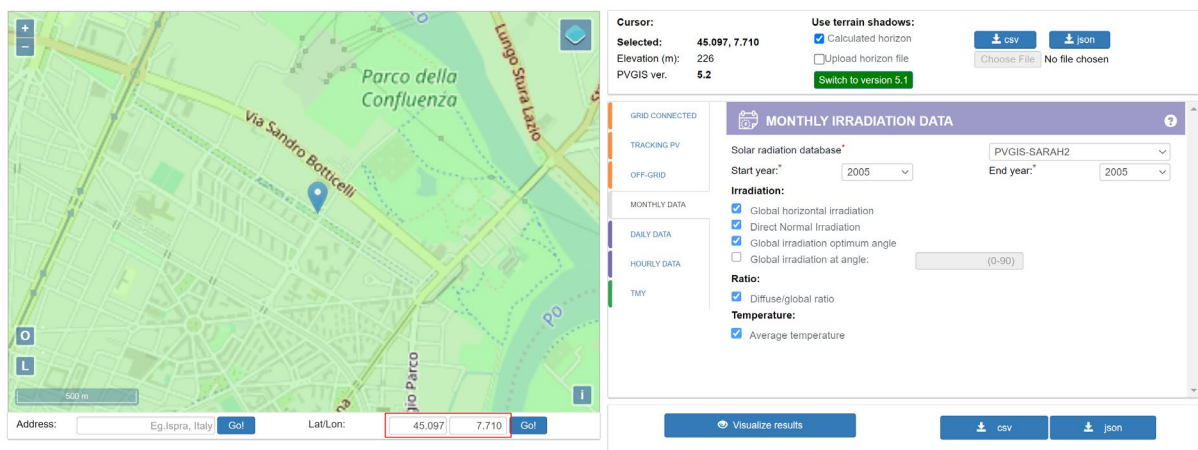 +
−
Lungo Stura Lazio
Parco della
Confluenza
Via Sandro Botticelli
Po
gio Parco
O
L
500 m
i
Address:
Eg.Ispra, Italy
Go!
Lat/Lon:
45.097
7.710
Go!
Cursor:
Selected: 45.097, 7.710
Elevation (m): 226
PVGIS ver. 5.2
Use terrain shadows:
Calculated horizon
Upload horizon file
Switch to version 5.1
csv
json
Choose File No file chosen
GRID CONNECTED
TRACKING PV
OFF-GRID
MONTHLY DATA
DAILY DATA
HOURLY DATA
TMY
MONTHLY IRRADIATION DATA
?
Solar radiation database* PVGIS-SARAH2
Start year:* 2005 End year:* 2005
Irradiation:
Global horizontal irradiation
Direct Normal Irradiation
Global irradiation optimum angle
Global irradiation at angle: (0-90)
Ratio:
Diffuse/global ratio
Temperature:
Average temperature
Visualize results
csv
json